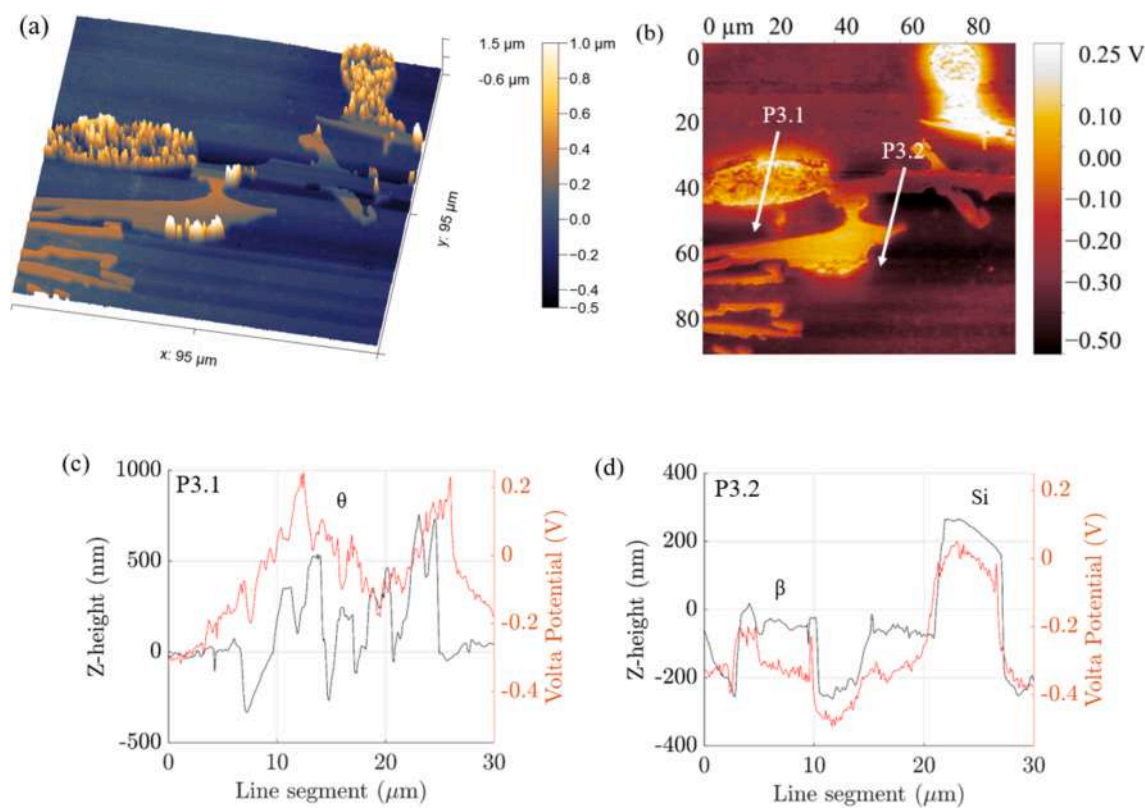 (a)
1.5 μm
-0.6 μm
1.0 μm
0.8
0.6
0.4
0.2
0.0
−0.2
−0.5
y: 95 μm
x: 95 μm
(b)
0 μm 20 40 60 80
0
20
40
60
80
P3.1
P3.2
0.25 V
0.10
0.00
−0.10
−0.20
−0.30
−0.50
(c)
P3.1
θ
1000
500
0
-500
Z-height (nm)
0 10 20 30
Line segment (μm)
0.2
0
-0.2
-0.4
Volta Potential (V)
(d)
P3.2
β
Si
400
200
0
-200
-400
Z-height (nm)
0 10 20 30
Line segment (μm)
0.2
0
-0.2
-0.4
Volta Potential (V)